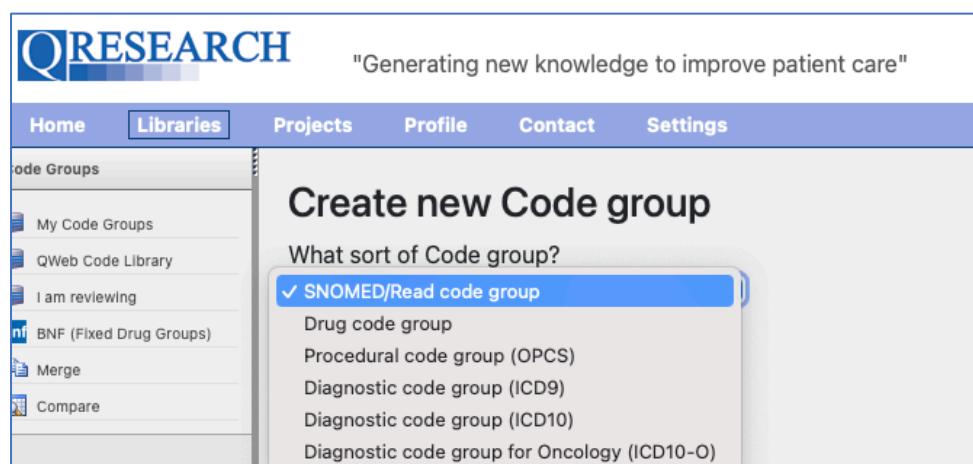 QRESEARCH
"Generating new knowledge to improve patient care"
Home Libraries Projects Profile Contact Settings
ode Groups
My Code Groups
QWeb Code Library
I am reviewing
nf BNF (Fixed Drug Groups)
Merge
Compare
Create new Code group
What sort of Code group?
✓ SNOMED/Read code group
Drug code group
Procedural code group (OPCS)
Diagnostic code group (ICD9)
Diagnostic code group (ICD10)
Diagnostic code group for Oncology (ICD10-O)